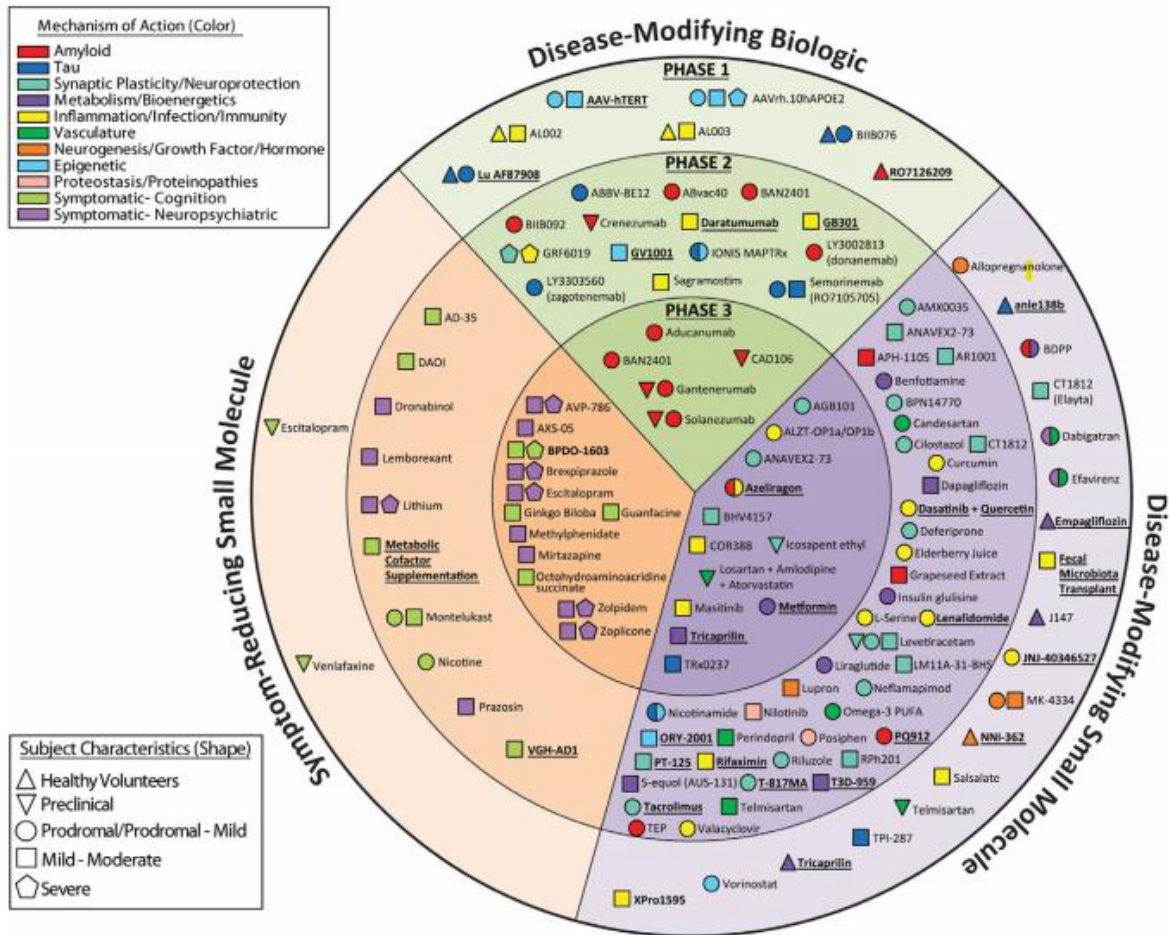 Mechanism of Action (Color)
Amyloid
Tau
Synaptic Plasticity/Neuroprotection
Metabolism/Bioenergetics
Inflammation/Infection/Immunity
Vasculature
Neurogenesis/Growth Factor/Hormone
Epigenetic
Proteostasis/Proteinopathies
Symptomatic- Cognition
Symptomatic- Neuropsychiatric
Disease-Modifying Biologic
PHASE 1
AAV-hTERT
AAVrh.10hAPOE2
AL002
AL003
BIIB076
Lu AF87908
RO7126209
PHASE 2
ABBV-8E12
ABvac40
BAN2401
BIIB092
Crenezumab
Daratumumab
GB301
GRF6019
GV1001
IONIS MAPTRx
LY3002813
(donanemab)
LY3303560
(zagotenemab)
Sagramostim
Semorinemab
(RO7105705)
PHASE 3
Aducanumab
BAN2401
CAD106
Gantenerumab
Solanezumab
Disease-Modifying Small Molecule
AGB101
ALZT-OP1a/OP1b
ANAVEX2-73
Azeliragon
BHV4157
COR388
Icosapent ethyl
Losartan + Amlodipine
+ Atorvastatin
Masitinib
Metformin
Tricaprilin
TRx0237
AMX0035
ANAVEX2-73
APH-1105
AR1001
Benfotiamine
BPN14770
Candesartan
Cilostazol
CT1812
Curcumin
Dapagliflozin
Dasatinib + Quercetin
Deferiprone
Elderberry Juice
Grapeseed Extract
Insulin glulisine
L-Serine
Lenalidomide
Levetiracetam
Liraglutide
LM11A-31-BHS
Lupron
Neflamapimod
Nicotinamide
Nilotinib
Omega-3 PUFA
ORY-2001
Perindopril
Posiphen
PQ912
PT-125
Rifaximin
Riluzole
RPh201
S-equol (AUS-131)
T-817MA
T3D-959
Tacrolimus
Telmisartan
TEP
Valacyclovir
Allopregnanolone
anle138b
BDPP
CT1812
(Elayta)
Dabigatran
Efavirenz
Empagliflozin
Fecal
Microbiota
Transplant
J147
JNJ-40346527
MK-4334
NNI-362
Salsalate
Telmisartan
TPI-287
Tricaprilin
Vorinostat
XPro1595
Symptom-Reducing Small Molecule
AVP-786
AXS-05
BPDO-1603
Brexpiprazole
Escitalopram
Ginkgo Biloba
Guanfacine
Methylphenidate
Mirtazapine
Octohydroaminoacridine
succinate
Zolpidem
Zoplicone
AD-35
DAOI
Dronabinol
Lemborexant
Lithium
Metabolic
Cofactor
Supplementation
Montelukast
Nicotine
Prazosin
VGH-AD1
Escitalopram
Venlafaxine
Subject Characteristics (Shape)
Healthy Volunteers
Preclinical
Prodromal/Prodromal - Mild
Mild - Moderate
Severe